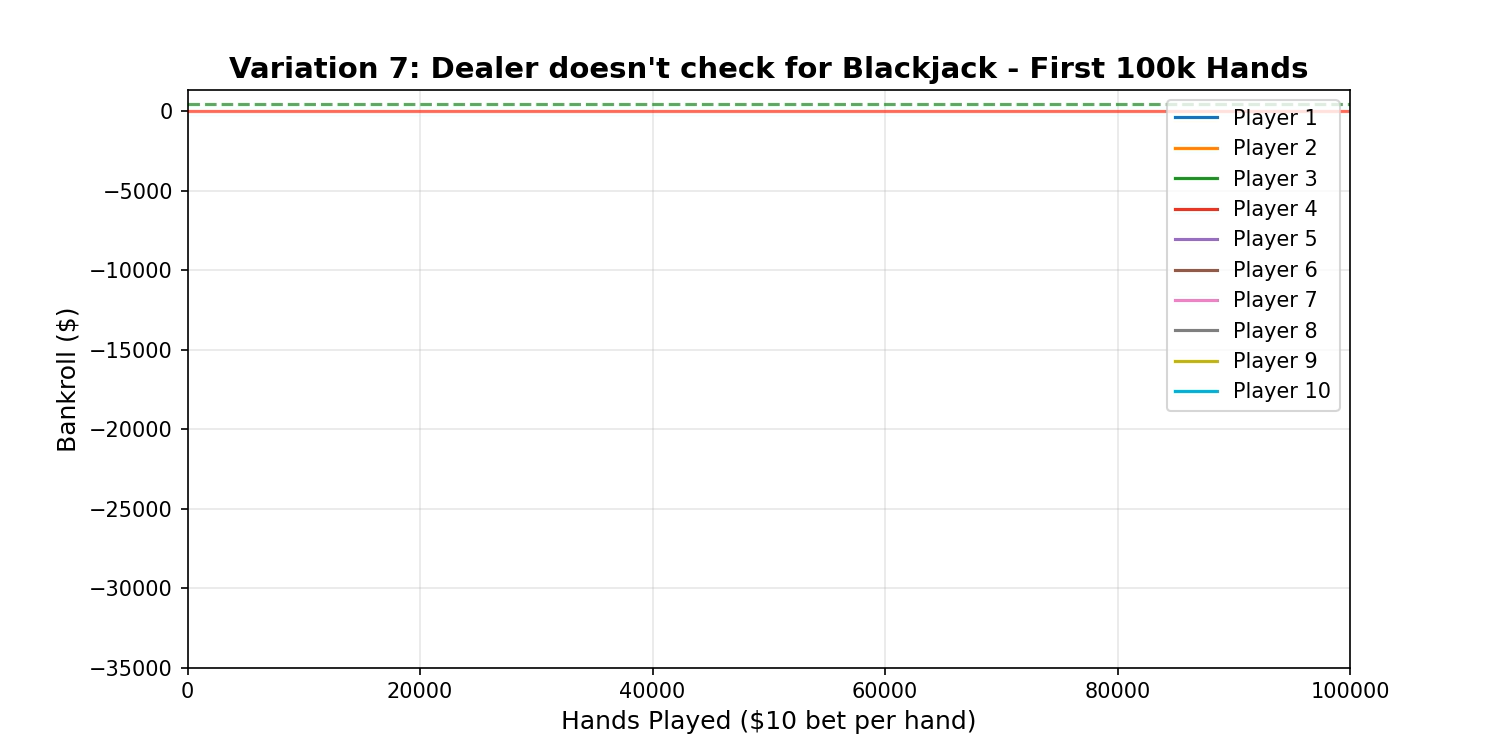 Variation 7: Dealer doesn't check for Blackjack - First 100k Hands
0
−5000
−10000
−15000
−20000
−25000
−30000
−35000
Bankroll ($)
Player 1
Player 2
Player 3
Player 4
Player 5
Player 6
Player 7
Player 8
Player 9
Player 10
0 20000 40000 60000 80000 100000
Hands Played ($10 bet per hand)